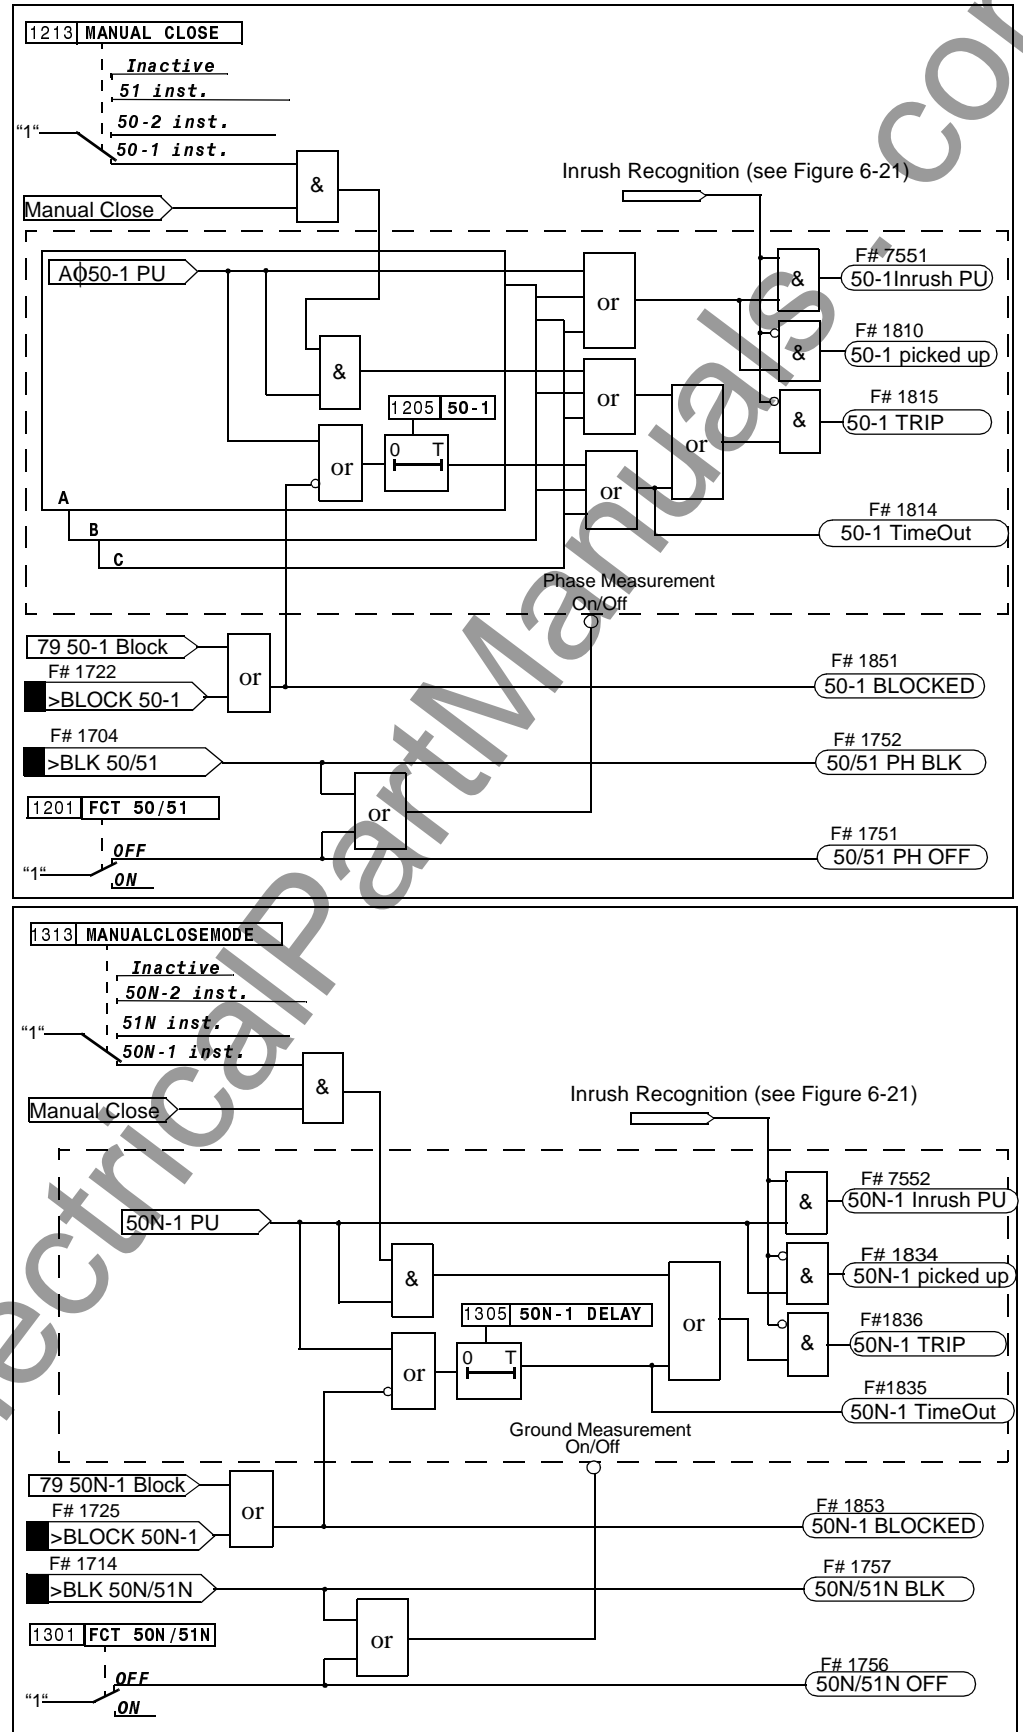 1213 MANUAL CLOSE
Inactive
51 inst.
50-2 inst.
50-1 inst.
“1“
&
Manual Close
Inrush Recognition (see Figure 6-21)
AΦ50-1 PU
or
&
F# 7551
50-1Inrush PU
&
F# 1810
50-1 picked up
&
or
1205 50-1
&
F# 1815
50-1 TRIP
or
0 T
or
or
A
F# 1814
50-1 TimeOut
B
C
Phase Measurement
On/Off
79 50-1 Block
F# 1722
>BLOCK 50-1
or
F# 1851
50-1 BLOCKED
F# 1704
>BLK 50/51
F# 1752
50/51 PH BLK
1201 FCT 50/51
or
OFF
“1“
ON
F# 1751
50/51 PH OFF
1313 MANUALCLOSEMODE
Inactive
50N-2 inst.
51N inst.
“1“
50N-1 inst.
&
Manual Close
Inrush Recognition (see Figure 6-21)
50N-1 PU
&
F# 7552
50N-1 Inrush PU
&
&
F# 1834
50N-1 picked up
1305 50N-1 DELAY
or
&
F#1836
50N-1 TRIP
or
0 T
F#1835
50N-1 TimeOut
Ground Measurement
On/Off
79 50N-1 Block
F# 1725
>BLOCK 50N-1
or
F# 1853
50N-1 BLOCKED
F# 1714
>BLK 50N/51N
F# 1757
50N/51N BLK
1301 FCT 50N/51N
or
OFF
“1“
ON
F# 1756
50N/51N OFF
ectricalPartManuals . com